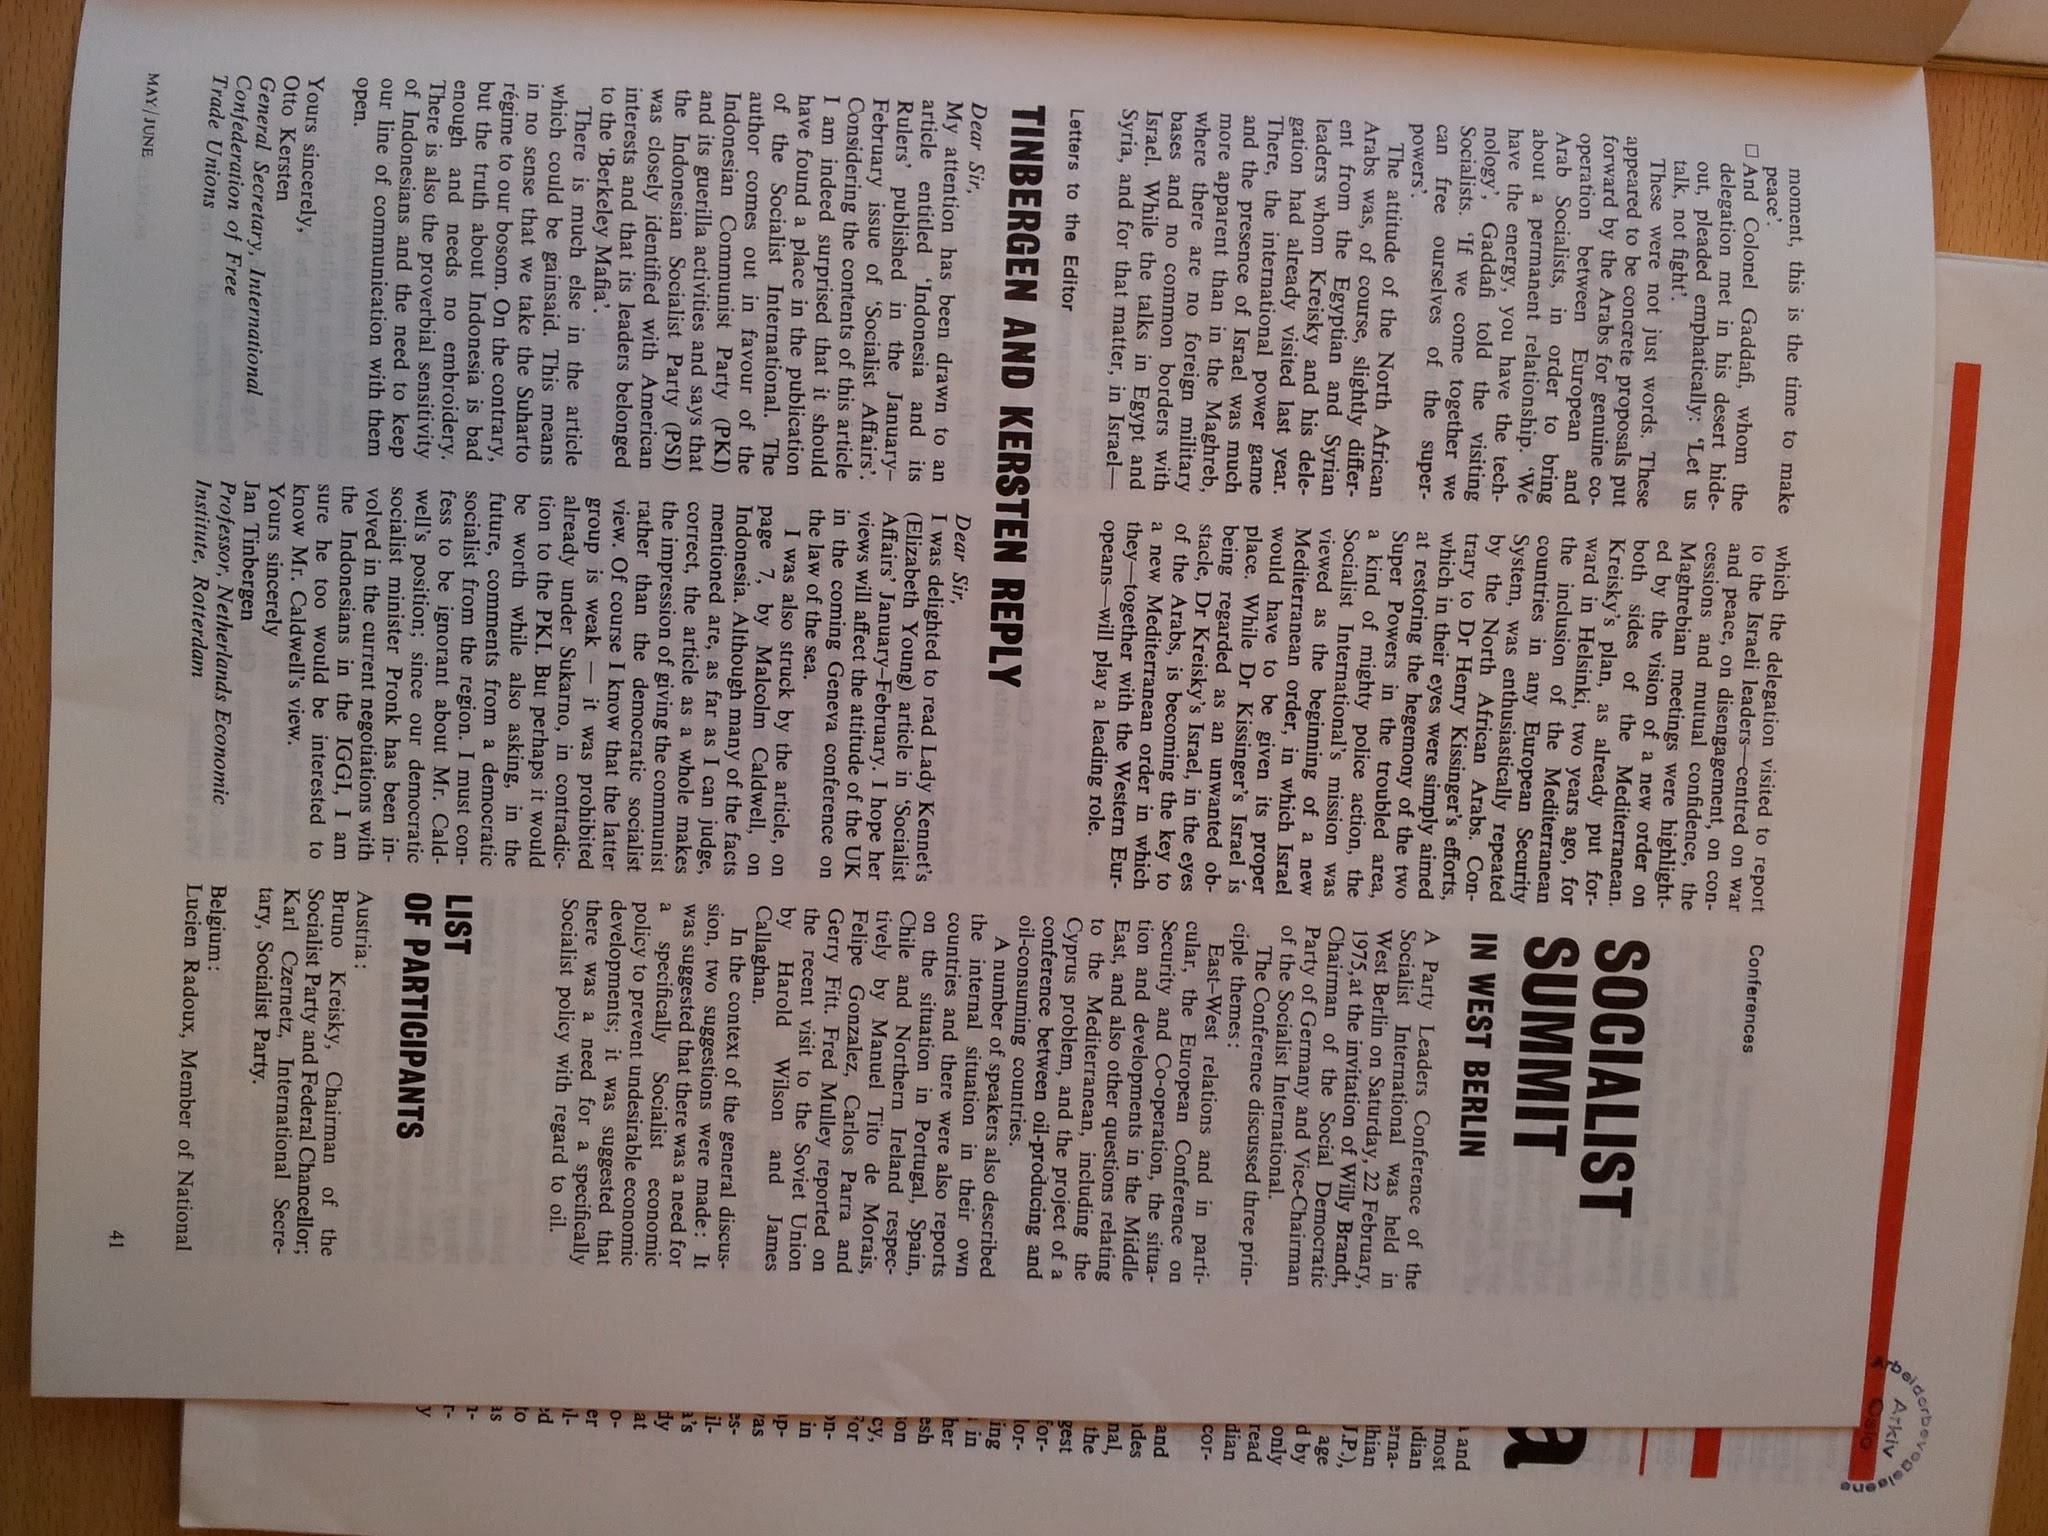 moment, this is the time to make
peace'.
□ And Colonel Gaddafi, whom the
delegation met in his desert hide-
out, pleaded emphatically: 'Let us
talk, not fight'.
These were not just words. These
appeared to be concrete proposals put
forward by the Arabs for genuine co-
operation between European and
Arab Socialists, in order to bring
about a permanent relationship. 'We
have the energy, you have the tech-
nology', Gaddafi told the visiting
Socialists. 'If we come together we
can free ourselves of the super-
powers'.
The attitude of the North African
Arabs was, of course, slightly differ-
ent from the Egyptian and Syrian
leaders whom Kreisky and his dele-
gation had already visited last year.
There, the international power game
and the presence of Israel was much
more apparent than in the Maghreb,
where there are no foreign military
bases and no common borders with
Israel. While the talks in Egypt and
Syria, and for that matter, in Israel—
which the delegation visited to report
to the Israeli leaders—centred on war
and peace, on disengagement, on con-
cessions and mutual confidence, the
Maghrebian meetings were highlight-
ed by the vision of a new order on
both sides of the Mediterranean.
Kreisky's plan, as already put for-
ward in Helsinki, two years ago, for
the inclusion of the Mediterranean
countries in any European Security
System, was enthusiastically repeated
by the North African Arabs. Con-
trary to Dr Henry Kissinger's efforts,
which in their eyes were simply aimed
at restoring the hegemony of the two
Super Powers in the troubled area,
a kind of mighty police action, the
Socialist International's mission was
viewed as the beginning of a new
Mediterranean order, in which Israel
would have to be given its proper
place. While Dr Kissinger's Israel is
being regarded as an unwanted ob-
stacle, Dr Kreisky's Israel, in the eyes
of the Arabs, is becoming the key to
a new Mediterranean order in which
they—together with the Western Eur-
opeans—will play a leading role.
Letters to the Editor
TINBERGEN AND KERSTEN REPLY
Dear Sir,
My attention has been drawn to an
article entitled 'Indonesia and its
Rulers' published in the January–
February issue of 'Socialist Affairs'.
Considering the contents of this article
I am indeed surprised that it should
have found a place in the publication
of the Socialist International. The
author comes out in favour of the
Indonesian Communist Party (PKI)
and its guerilla activities and says that
the Indonesian Socialist Party (PSI)
was closely identified with American
interests and that its leaders belonged
to the 'Berkeley Mafia'.
There is much else in the article
which could be gainsaid. This means
in no sense that we take the Suharto
régime to our bosom. On the contrary,
but the truth about Indonesia is bad
enough and needs no embroidery.
There is also the proverbial sensitivity
of Indonesians and the need to keep
our line of communication with them
open.
Yours sincerely,
Otto Kersten
General Secretary, International
Confederation of Free
Trade Unions
Dear Sir,
I was delighted to read Lady Kennet's
(Elizabeth Young) article in 'Socialist
Affairs' January–February. I hope her
views will affect the attitude of the UK
in the coming Geneva conference on
the law of the sea.
I was also struck by the article, on
page 7, by Malcolm Caldwell, on
Indonesia. Although many of the facts
mentioned are, as far as I can judge,
correct, the article as a whole makes
the impression of giving the communist
rather than the democratic socialist
view. Of course I know that the latter
group is weak — it was prohibited
already under Sukarno, in contradic-
tion to the PKI. But perhaps it would
be worth while also asking, in the
future, comments from a democratic
socialist from the region. I must con-
fess to be ignorant about Mr. Cald-
well's position; since our democratic
socialist minister Pronk has been in-
volved in the current negotiations with
the Indonesians in the IGGI, I am
sure he too would be interested to
know Mr. Caldwell's view.
Yours sincerely
Jan Tinbergen
Professor, Netherlands Economic
Institute, Rotterdam
Conferences
SOCIALIST
SUMMIT
IN WEST BERLIN
A Party Leaders Conference of the
Socialist International was held in
West Berlin on Saturday, 22 February,
1975, at the invitation of Willy Brandt,
Chairman of the Social Democratic
Party of Germany and Vice-Chairman
of the Socialist International.
The Conference discussed three prin-
ciple themes:
East–West relations and in parti-
cular, the European Conference on
Security and Co-operation, the situa-
tion and developments in the Middle
East, and also other questions relating
to the Mediterranean, including the
Cyprus problem, and the project of a
conference between oil-producing and
oil-consuming countries.
A number of speakers also described
the internal situation in their own
countries and there were also reports
on the situation in Portugal, Spain,
Chile and Northern Ireland respec-
tively by Manuel Tito de Morais,
Felipe Gonzalez, Carlos Parra and
Gerry Fitt. Fred Mulley reported on
the recent visit to the Soviet Union
by Harold Wilson and James
Callaghan.
In the context of the general discus-
sion, two suggestions were made: It
was suggested that there was a need for
a specifically Socialist economic
policy to prevent undesirable economic
developments; it was suggested that
there was a need for a specifically
Socialist policy with regard to oil.
LIST
OF PARTICIPANTS
Austria:
Bruno Kreisky, Chairman of the
Socialist Party and Federal Chancellor;
Karl Czernetz, International Secre-
tary, Socialist Party.
Belgium:
Lucien Radoux, Member of National
MAY/JUNE
41
Arbeiderbevegelsens
Arkiv
Oslo